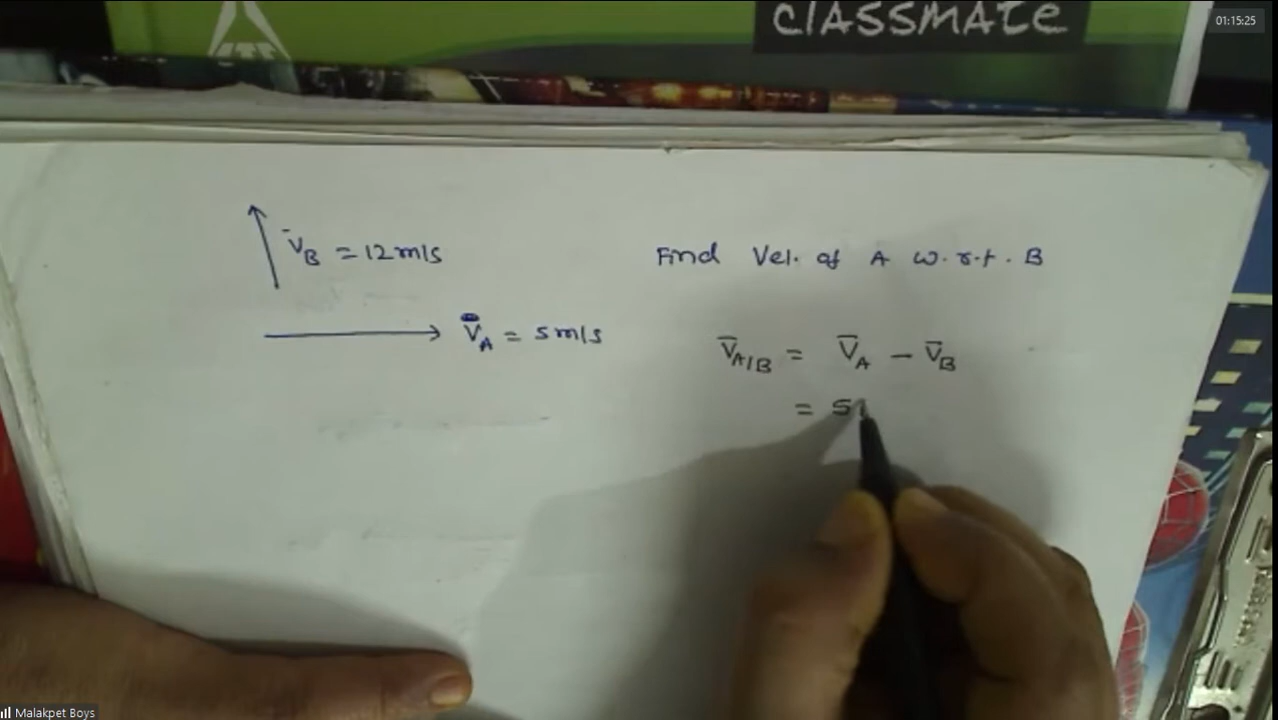 CLASSMATE
01:15:25
V̄B = 12 m/s
Find Vel. of A w.r.t. B
V̄A = 5 m/s
V̄A/B = V̄A - V̄B
= 5
Malakpet Boys